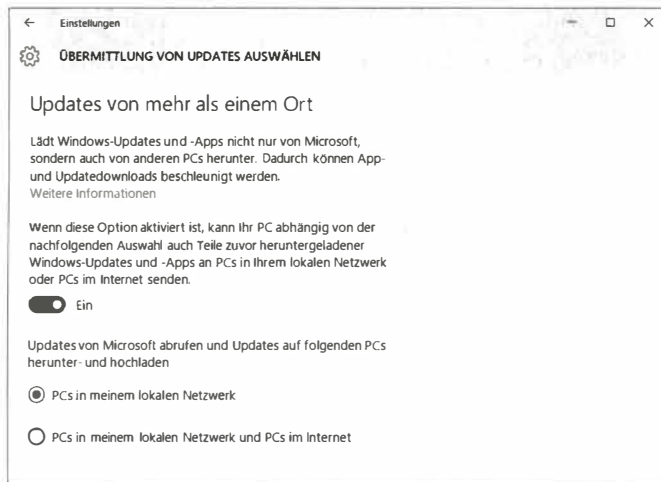 Einstellungen
ÜBERMITTLUNG VON UPDATES AUSWÄHLEN
Updates von mehr als einem Ort
Lädt Windows-Updates und -Apps nicht nur von Microsoft,
sondern auch von anderen PCs herunter. Dadurch können App-
und Updatedownloads beschleunigt werden.
Weitere Informationen
Wenn diese Option aktiviert ist, kann Ihr PC abhängig von der
nachfolgenden Auswahl auch Teile zuvor heruntergeladener
Windows-Updates und -Apps an PCs in Ihrem lokalen Netzwerk
oder PCs im Internet senden.
Ein
Updates von Microsoft abrufen und Updates auf folgenden PCs
herunter- und hochladen
PCs in meinem lokalen Netzwerk
PCs in meinem lokalen Netzwerk und PCs im Internet